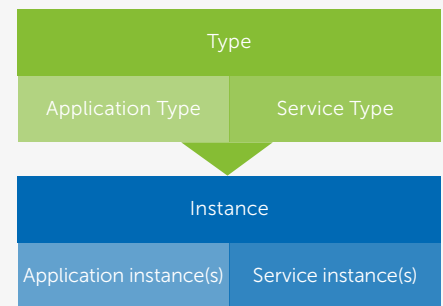 Type
Application Type Service Type
Instance
Application instance(s) Service instance(s)